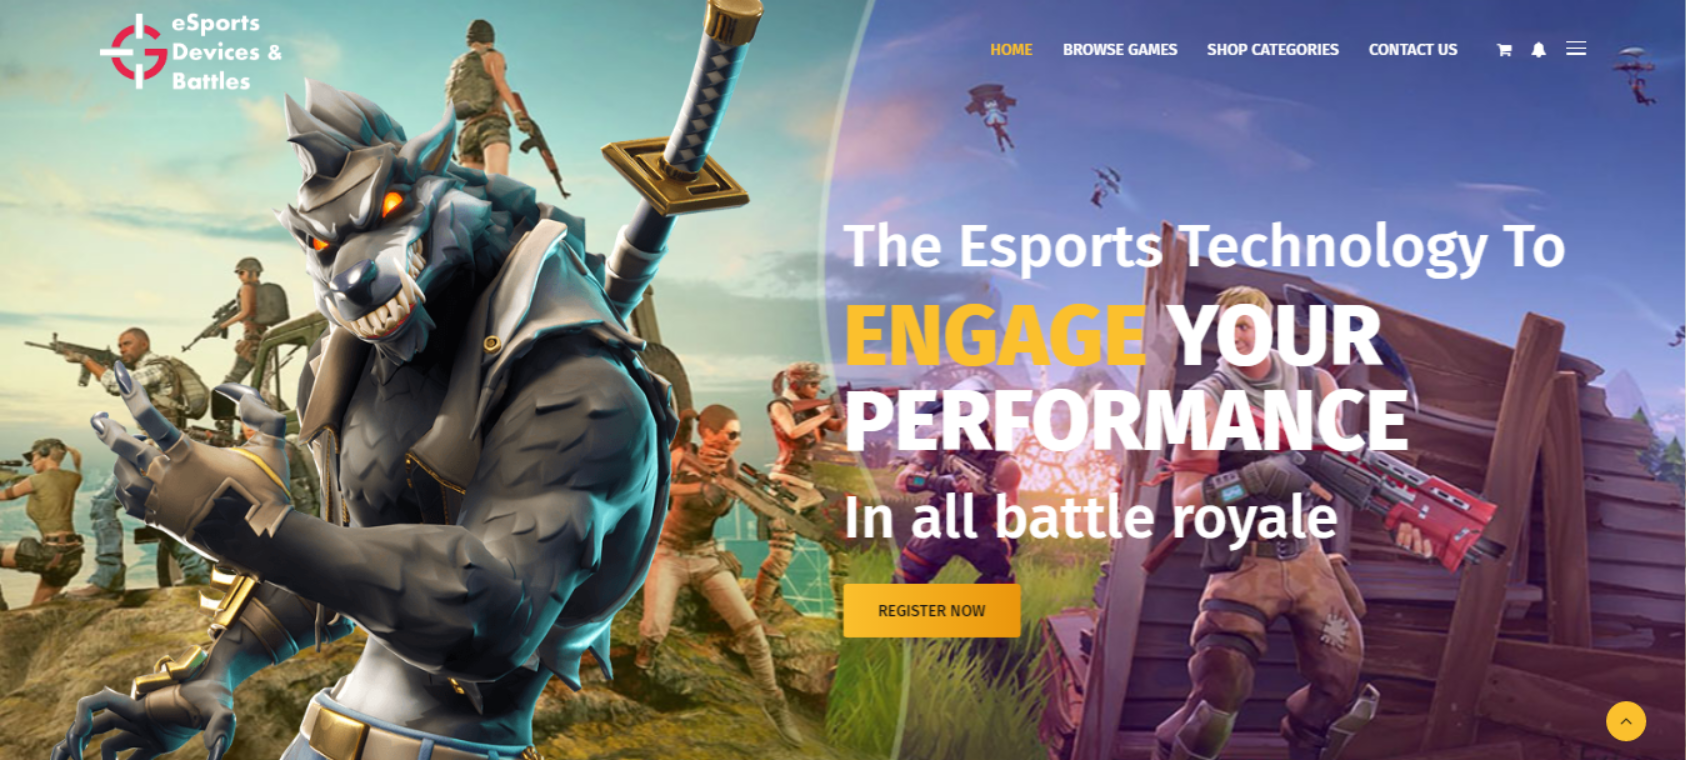 eSports
Devices &
Battles
HOME BROWSE GAMES SHOP CATEGORIES CONTACT US
The Esports Technology To
ENGAGE YOUR
PERFORMANCE
In all battle royale
REGISTER NOW